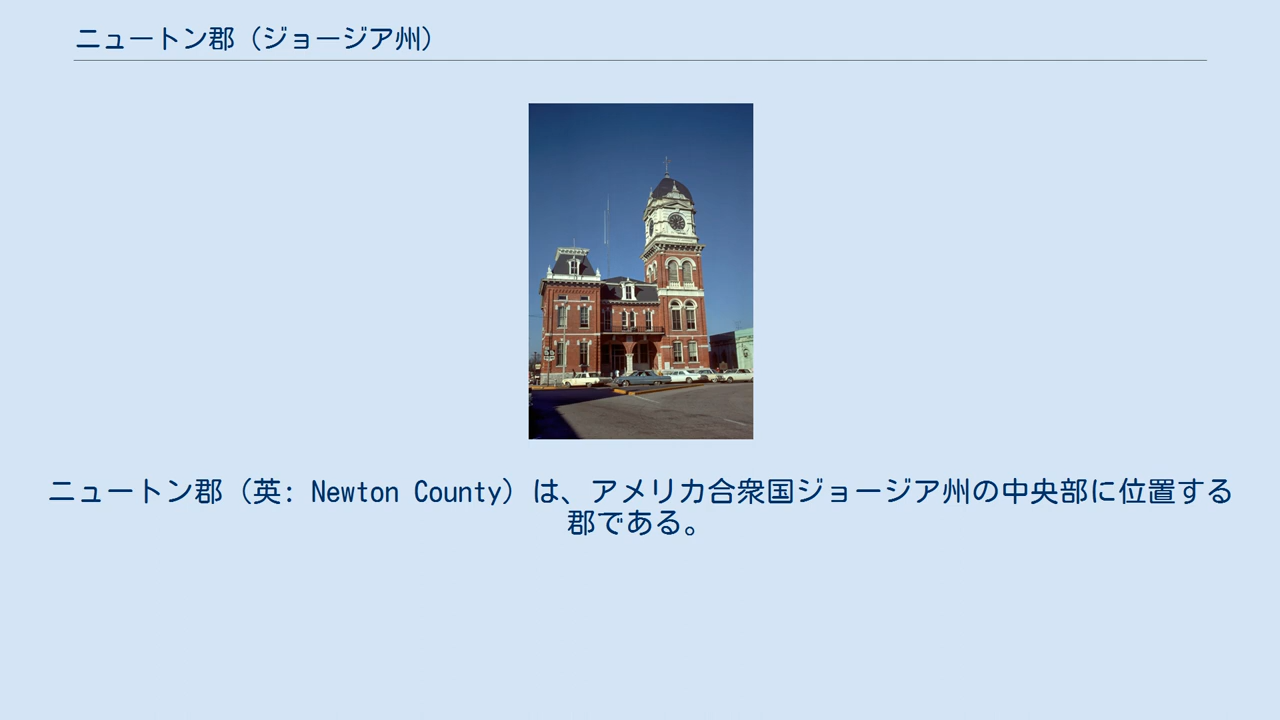 ニュートン郡（ジョージア州）
ニュートン郡（英: Newton County）は、アメリカ合衆国ジョージア州の中央部に位置する
郡である。